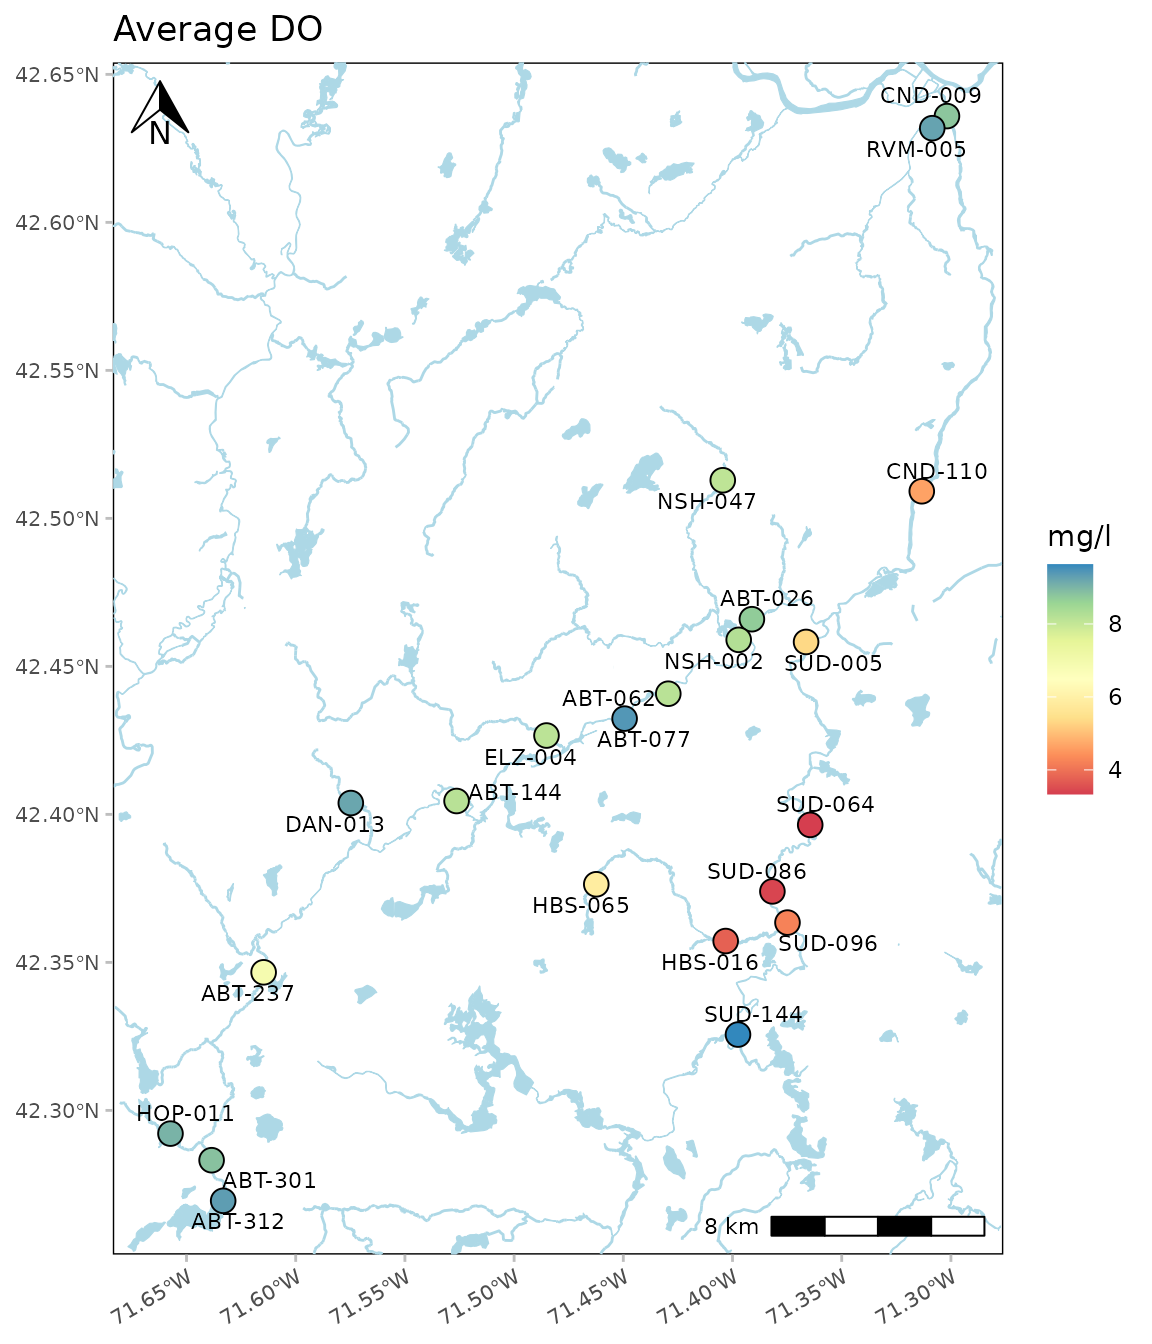 Average DO
42.65°N
42.60°N
42.55°N
42.50°N
42.45°N
42.40°N
42.35°N
42.30°N
N
CND-009
RVM-005
NSH-047
CND-110
ABT-026
NSH-002
SUD-005
ABT-062
ABT-077
ELZ-004
ABT-144
DAN-013
SUD-064
SUD-086
HBS-065
SUD-096
HBS-016
ABT-237
SUD-144
HOP-011
ABT-301
ABT-312
8 km
71.65°W
71.60°W
71.55°W
71.50°W
71.45°W
71.40°W
71.35°W
71.30°W
mg/l
8
6
4